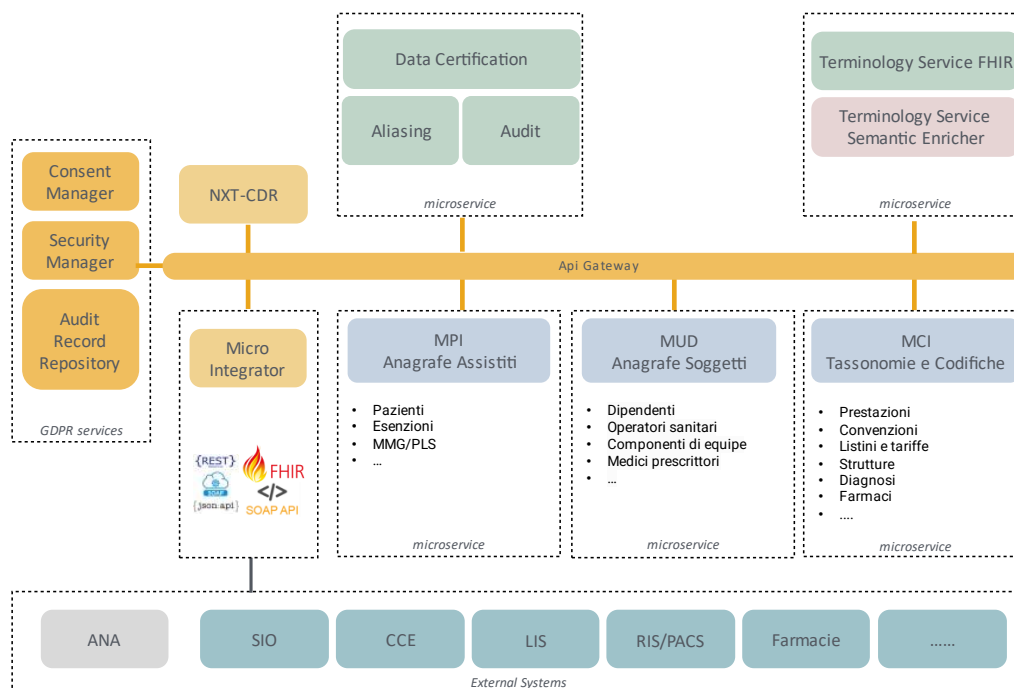 Data Certification
Aliasing
Audit
microservice
Terminology Service FHIR
Terminology Service
Semantic Enricher
microservice
Consent
Manager
Security
Manager
Audit
Record
Repository
GDPR services
NXT-CDR
Api Gateway
Micro
Integrator
{REST}
FHIR
SOAP
{json:api}
</>
SOAP API
MPI
Anagrafe Assistiti
• Pazienti
• Esenzioni
• MMG/PLS
• ...
microservice
MUD
Anagrafe Soggetti
• Dipendenti
• Operatori sanitari
• Componenti di equipe
• Medici prescrittori
• ...
microservice
MCI
Tassonomie e Codifiche
• Prestazioni
• Convenzioni
• Listini e tariffe
• Strutture
• Diagnosi
• Farmaci
• ....
microservice
ANA
SIO
CCE
LIS
RIS/PACS
Farmacie
......
External Systems